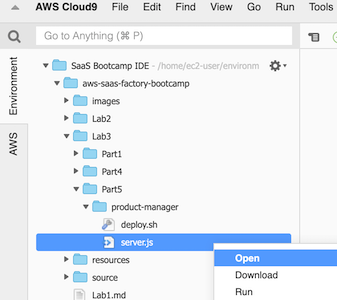 AWS Cloud9 File Edit Find View Go Run Tools
Go to Anything (⌘ P)
Environment
AWS
SaaS Bootcamp IDE - /home/ec2-user/environm
aws-saas-factory-bootcamp
images
Lab2
Lab3
Part1
Part4
Part5
product-manager
deploy.sh
server.js
Open
resources
Download
source
Run
Lab1.md